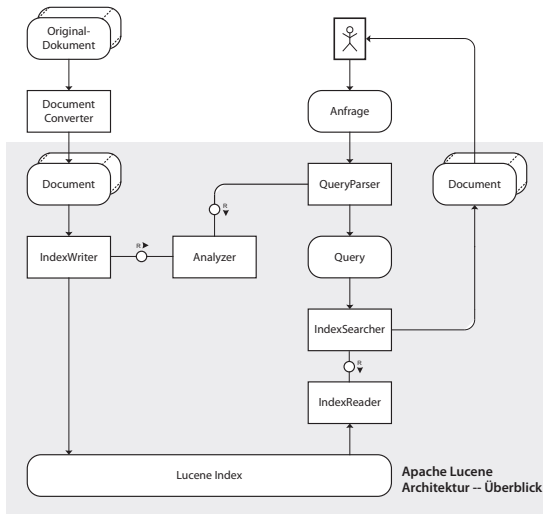 Original-
Dokument
Document
Converter
Anfrage
Document
QueryParser
Document
R
R
IndexWriter
Analyzer
Query
IndexSearcher
R
IndexReader
Lucene Index
Apache Lucene
Architektur -- Überblick